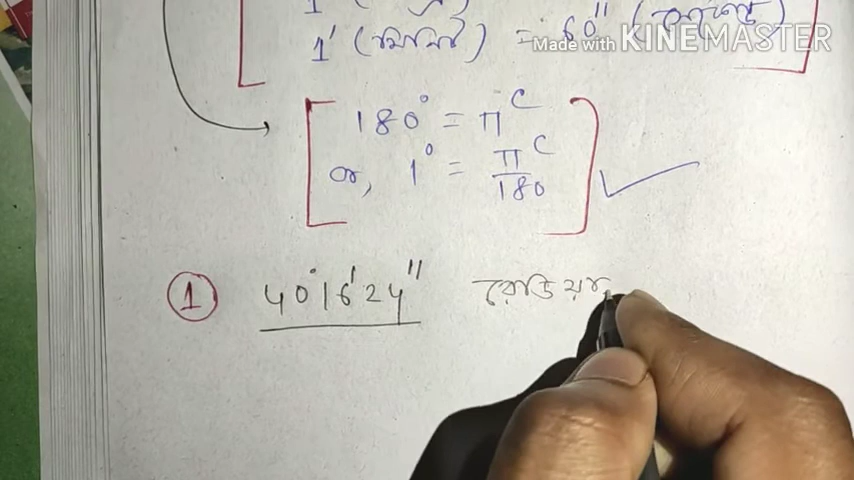 1' (মিনিট) = 60"
Made with KINEMASTER
180° = π^c
or, 1° = π^c/180
1 40°16'24" রেডিয়ান